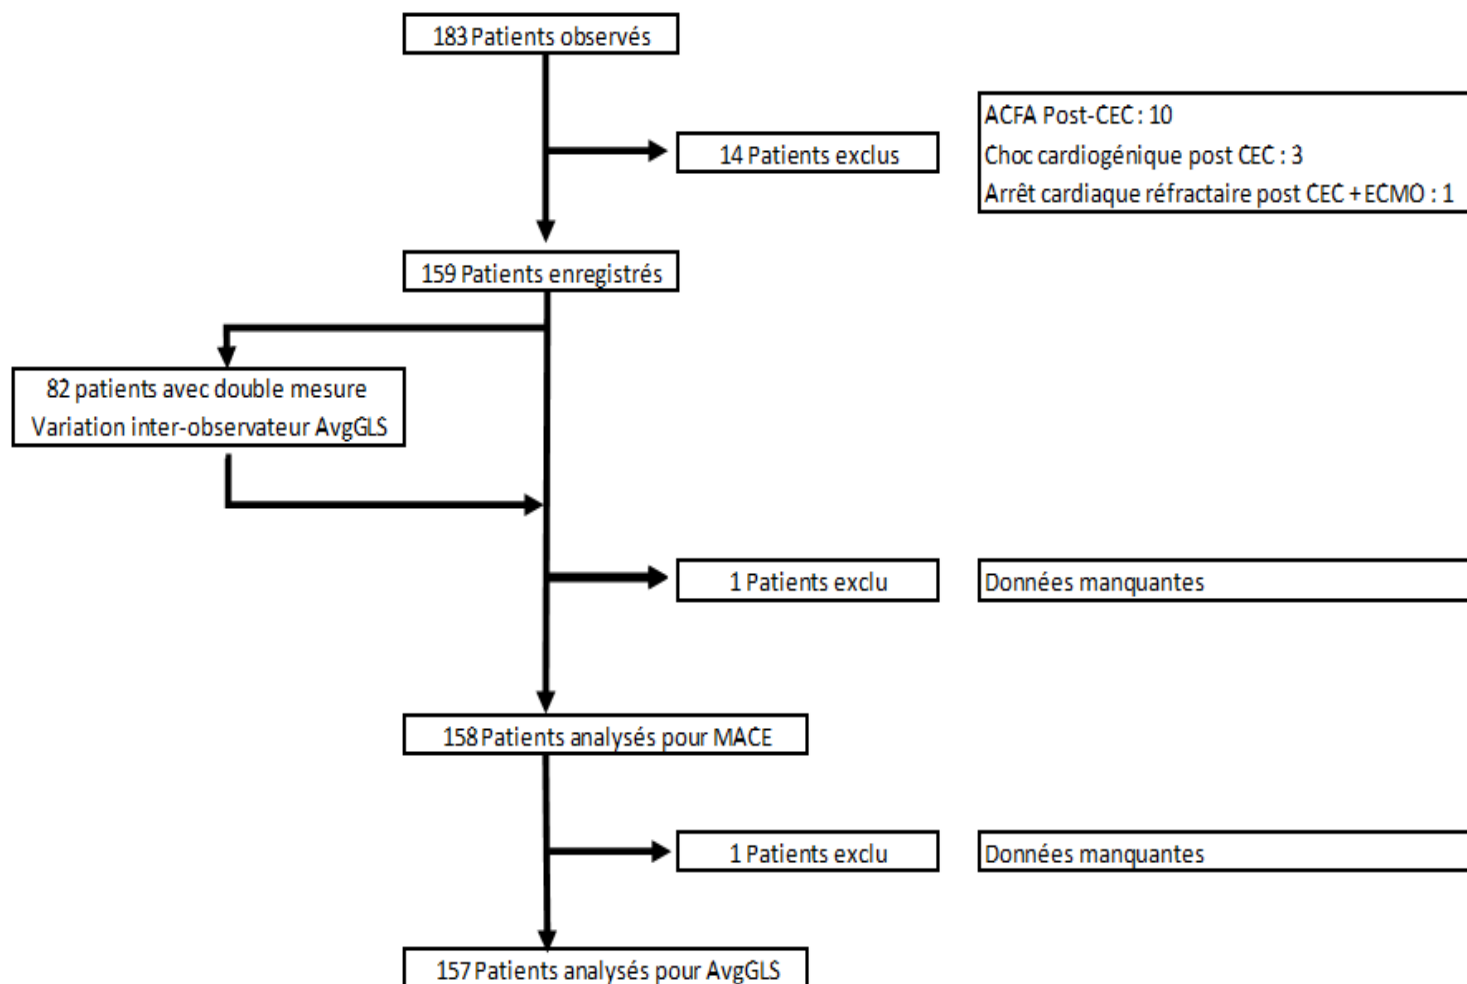 183 Patients observés
14 Patients exclus
ACFA Post-CEC : 10
Choc cardiogénique post CEC : 3
Arrêt cardiaque réfractaire post CEC + ECMO : 1
159 Patients enregistrés
82 patients avec double mesure
Variation inter-observateur AvgGLS
1 Patients exclu
Données manquantes
158 Patients analysés pour MACE
1 Patients exclu
Données manquantes
157 Patients analysés pour AvgGLS